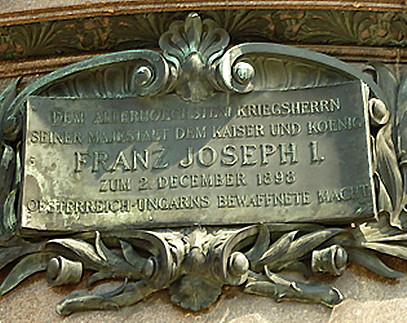 DEM ALLERHOECHSTEN KRIEGSHERRN
SEINER MAJESTAET DEM KAISER UND KOENIG
FRANZ JOSEPH I.
ZUM 2. DECEMBER 1898
OESTERREICH-UNGARNS BEWAFFNETE MACHT